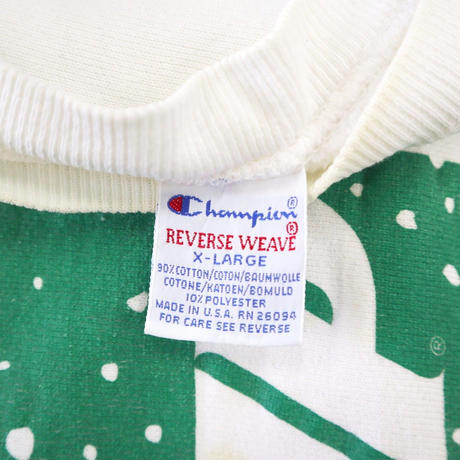 Champion®
REVERSE WEAVE®
X-LARGE
90% COTTON/COTON/BAUMWOLLE
COTONE/KATOEN/BOMULD
10% POLYESTER
MADE IN U.S.A. RN 26094
FOR CARE SEE REVERSE
®